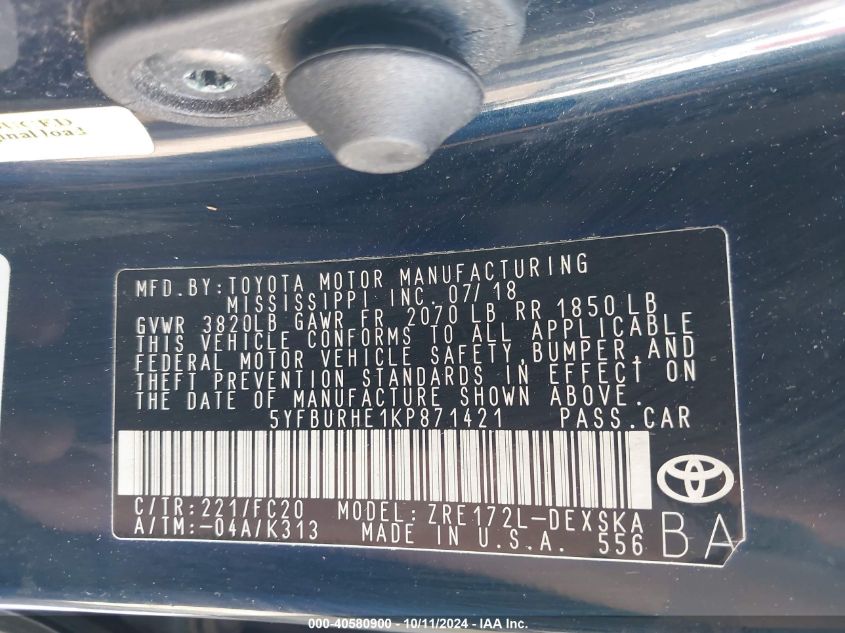 MFD.BY: TOYOTA MOTOR MANUFACTURING
MISSISSIPPI INC. 07/18
GVWR 3820LB GAWR FR 2070 LB RR 1850 LB
THIS VEHICLE CONFORMS TO ALL APPLICABLE
FEDERAL MOTOR VEHICLE SAFETY, BUMPER, AND
THEFT PREVENTION STANDARDS IN EFFECT ON
THE DATE OF MANUFACTURE SHOWN ABOVE.
5YFBURHE1KP871421 PASS.CAR
C/TR:221/FC20 MODEL:ZRE172L-DEXSKA
A/TM:-04A/K313 MADE IN U.S.A. 556
BA
000-40580900 - 10/11/2024 - IAA Inc.